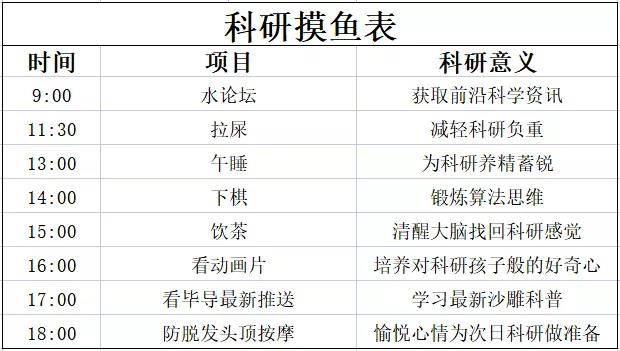 科研摸鱼表
时间 项目 科研意义
9:00 水论坛 获取前沿科学资讯
11:30 拉屎 减轻科研负重
13:00 午睡 为科研养精蓄锐
14:00 下棋 锻炼算法思维
15:00 饮茶 清醒大脑找回科研感觉
16:00 看动画片 培养对科研孩子般的好奇心
17:00 看毕导最新推送 学习最新沙雕科普
18:00 防脱发头顶按摩 愉悦心情为次日科研做准备